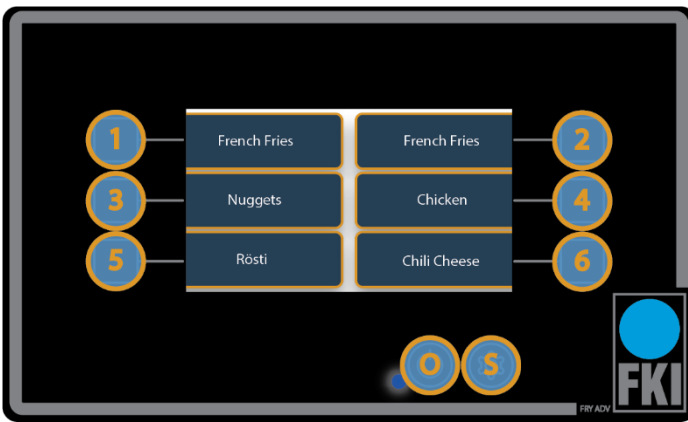 1 French Fries French Fries 2
3 Nuggets Chicken 4
5 Rösti Chili Cheese 6
O S
FKI
FRY ADV